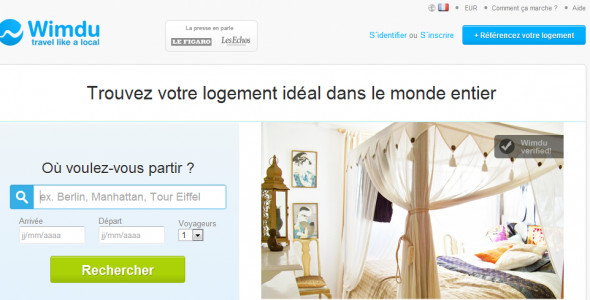 EUR • Comment ça marche ? • Aide
Wimdu
travel like a local
La presse en parle
LE FIGARO Les Echos
S'identifier ou S'inscrire
+ Référencez votre logement
Trouvez votre logement idéal dans le monde entier
Où voulez-vous partir ?
ex. Berlin, Manhattan, Tour Eiffel
Arrivée Départ Voyageurs
jj/mm/aaaa jj/mm/aaaa 1
Rechercher
Wimdu
verified!